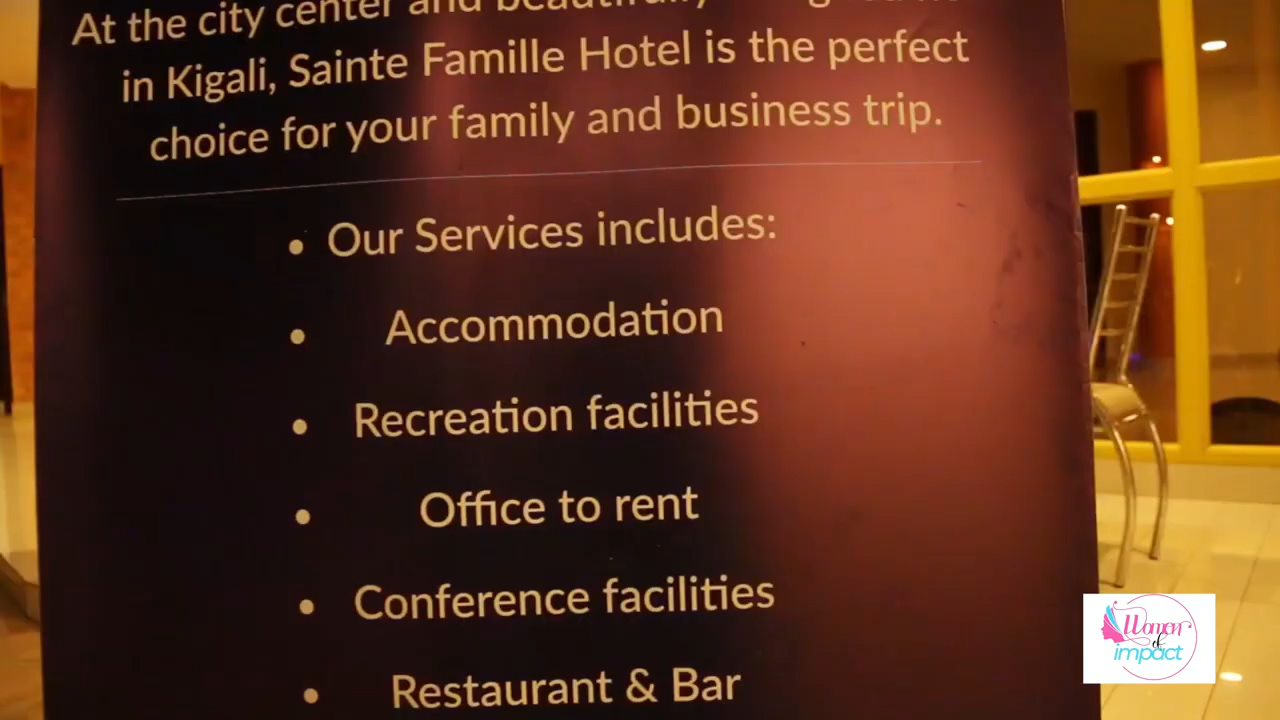 At the city center and beautifully
in Kigali, Sainte Famille Hotel is the perfect
choice for your family and business trip.
• Our Services includes:
• Accommodation
• Recreation facilities
• Office to rent
• Conference facilities
• Restaurant & Bar
Women
of
impact